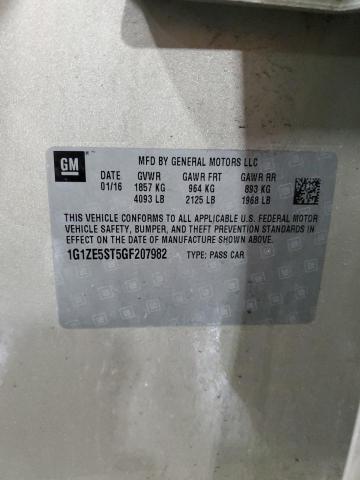 GM
MFD BY GENERAL MOTORS LLC
DATE GVWR GAWR FRT GAWR RR
01/16 1857 KG 964 KG 893 KG
4093 LB 2125 LB 1968 LB
THIS VEHICLE CONFORMS TO ALL APPLICABLE U.S. FEDERAL MOTOR
VEHICLE SAFETY, BUMPER, AND THEFT PREVENTION STANDARDS IN
EFFECT ON THE DATE OF MANUFACTURE SHOWN ABOVE.
1G1ZE5ST5GF207982 TYPE: PASS CAR